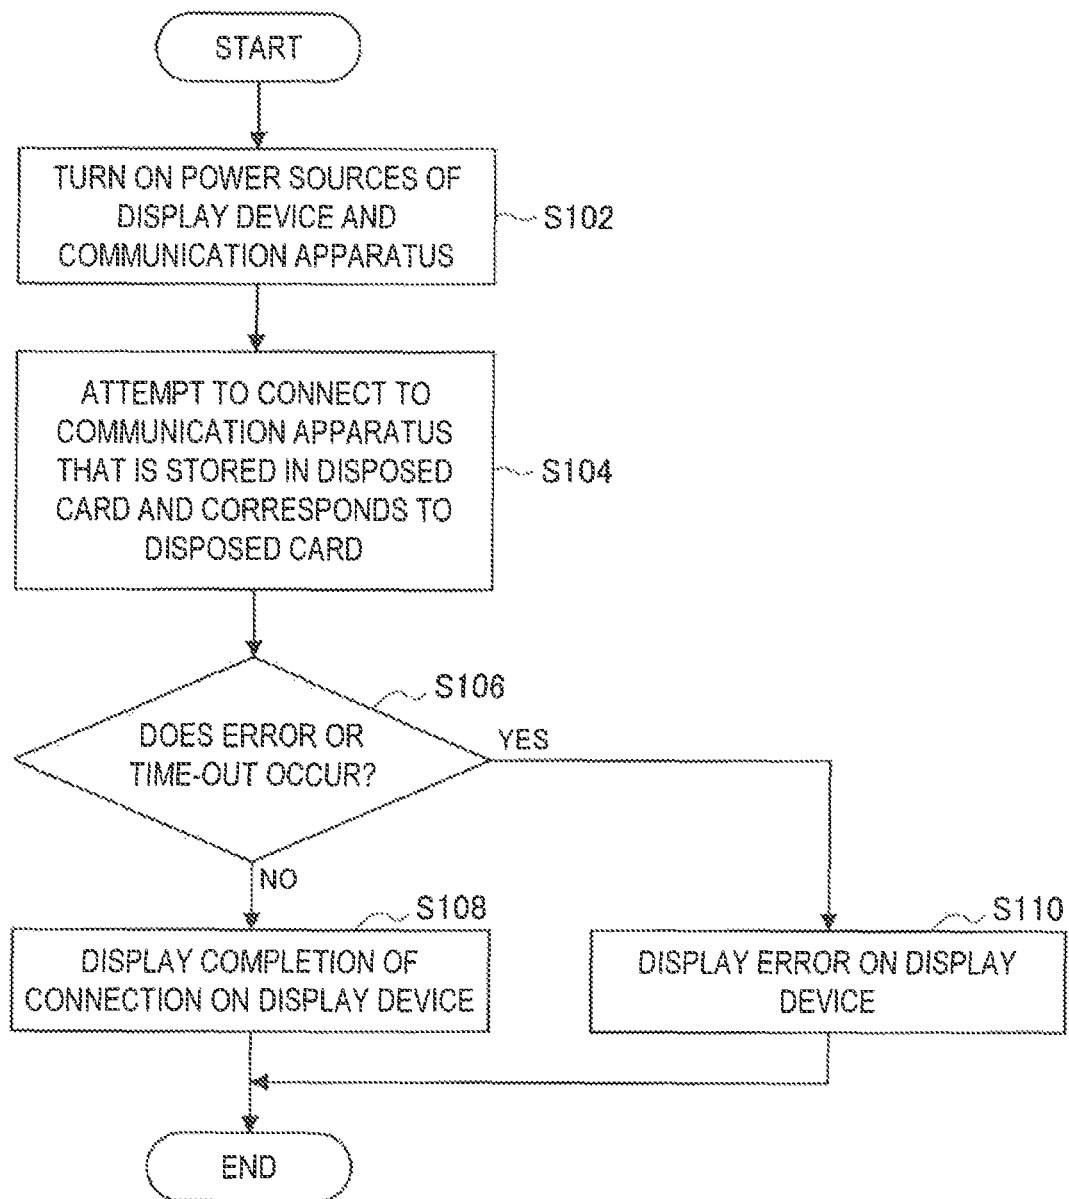 START
TURN ON POWER SOURCES OF
DISPLAY DEVICE AND
COMMUNICATION APPARATUS
S102
ATTEMPT TO CONNECT TO
COMMUNICATION APPARATUS
THAT IS STORED IN DISPOSED
CARD AND CORRESPONDS TO
DISPOSED CARD
S104
S106
DOES ERROR OR
TIME-OUT OCCUR?
YES
NO
S108
DISPLAY COMPLETION OF
CONNECTION ON DISPLAY DEVICE
S110
DISPLAY ERROR ON DISPLAY
DEVICE
END